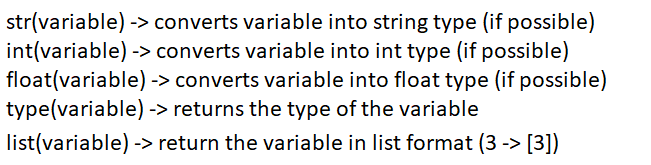 str(variable) -> converts variable into string type (if possible)
int(variable) -> converts variable into int type (if possible)
float(variable) -> converts variable into float type (if possible)
type(variable) -> returns the type of the variable
list(variable) -> return the variable in list format (3 -> [3])